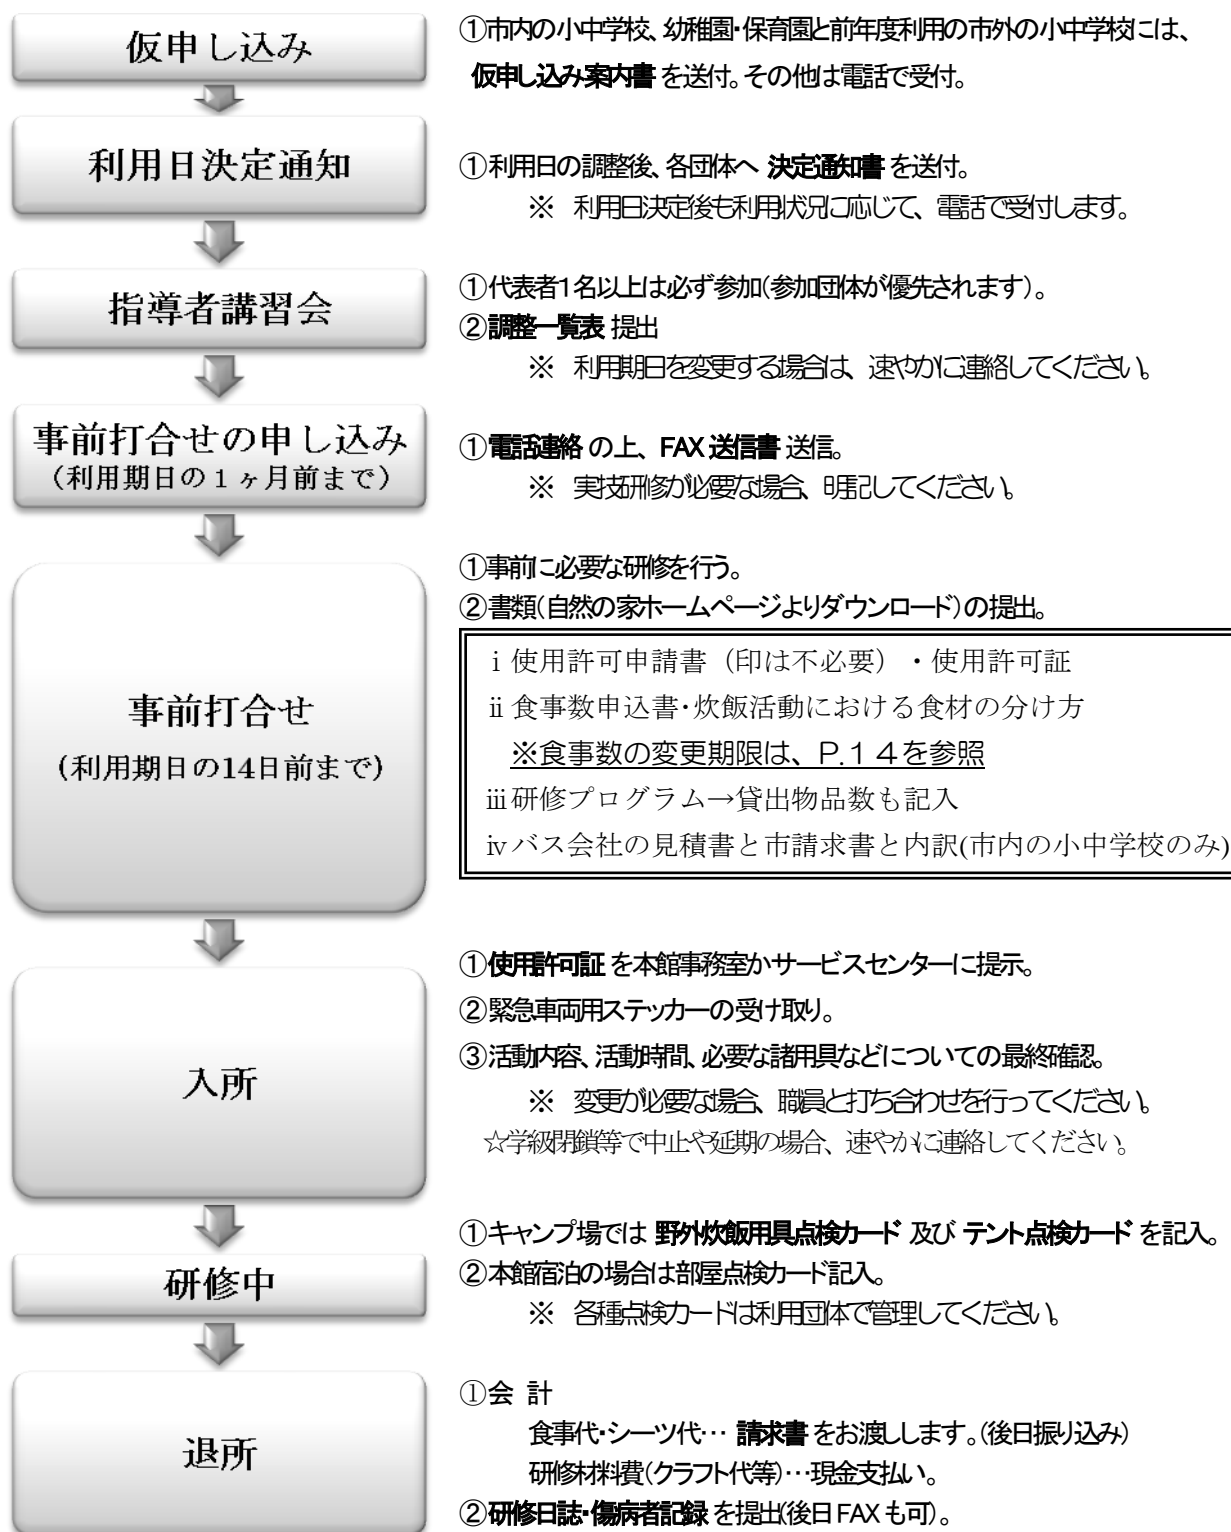 仮申し込み
①市内の小中学校、幼稚園・保育園と前年度利用の市外の小中学校には、
仮申し込み案内書 を送付。その他は電話で受付。
利用日決定通知
①利用日の調整後、各団体へ 決定通知書 を送付。
※ 利用日決定後も利用状況に応じて、電話で受付します。
指導者講習会
①代表者1名以上は必ず参加(参加団体が優先されます)。
②調整一覧表 提出
※ 利用期日を変更する場合は、速やかに連絡してください。
事前打合せの申し込み
（利用期日の１ヶ月前まで）
①電話連絡 の上、FAX 送信書 送信。
※ 実技研修が必要な場合、明記してください。
事前打合せ
(利用期日の14日前まで)
①事前に必要な研修を行う。
②書類(自然の家ホームページよりダウンロード)の提出。
ⅰ使用許可申請書（印は不必要）・使用許可証
ⅱ食事数申込書・炊飯活動における食材の分け方
※食事数の変更期限は、P.１４を参照
ⅲ研修プログラム→貸出物品数も記入
ⅳバス会社の見積書と市請求書と内訳(市内の小中学校のみ)
入所
①使用許可証 を本館事務室かサービスセンターに提示。
②緊急車両用ステッカーの受け取り。
③活動内容、活動時間、必要な諸用具などについての最終確認。
※ 変更が必要な場合、職員と打ち合わせを行ってください。
☆学級閉鎖等で中止や延期の場合、速やかに連絡してください。
研修中
①キャンプ場では 野外炊飯用具点検カード 及び テント点検カード を記入。
②本館宿泊の場合は部屋点検カード記入。
※ 各種点検カードは利用団体で管理してください。
退所
①会 計
食事代・シーツ代… 請求書 をお渡しします。(後日振り込み)
研修材料費(クラフト代等)…現金支払い。
②研修日誌・傷病者記録 を提出(後日 FAX も可)。